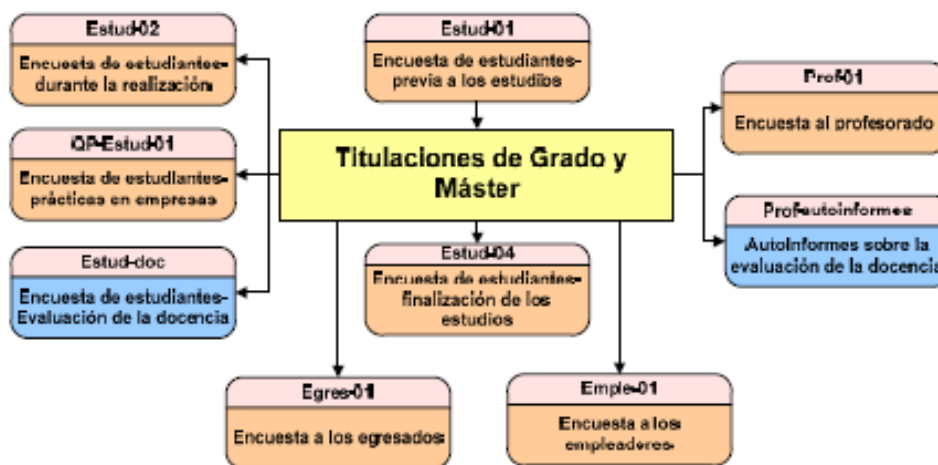 Estud-02
Encuesta de estudiantes-
durante la realización
Estud-01
Encuesta de estudiantes-
previa a los estudios
Prof-01
Encuesta al profesorado
QP-Estud-01
Encuesta de estudiantes-
prácticas en empresas
Titulaciones de Grado y
Máster
Prof-autoinformes
AutoInformes sobre la
evaluación de la docencia
Estud-doc
Encuesta de estudiantes-
Evaluación de la docencia
Estud-04
Encuesta de estudiantes-
finalización de los
estudios
Egres-01
Encuesta a los egresados
Emple-01
Encuesta a los
empleadores